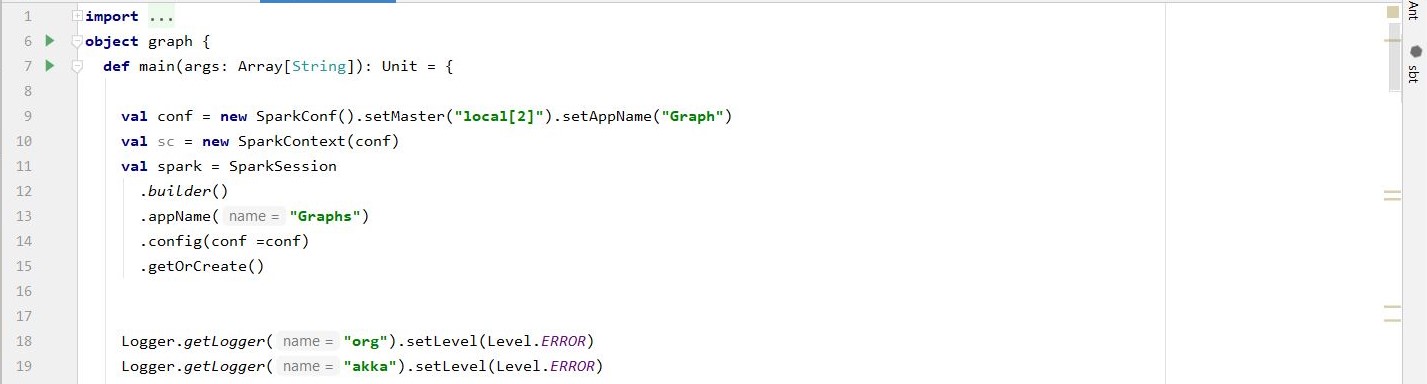 1 import ...
6 object graph {
7 def main(args: Array[String]): Unit = {
8
9 val conf = new SparkConf().setMaster("local[2]").setAppName("Graph")
10 val sc = new SparkContext(conf)
11 val spark = SparkSession
12 .builder()
13 .appName( name = "Graphs")
14 .config(conf =conf)
15 .getOrCreate()
16
17
18 Logger.getLogger( name = "org").setLevel(Level.ERROR)
19 Logger.getLogger( name = "akka").setLevel(Level.ERROR)
Ant
sbt